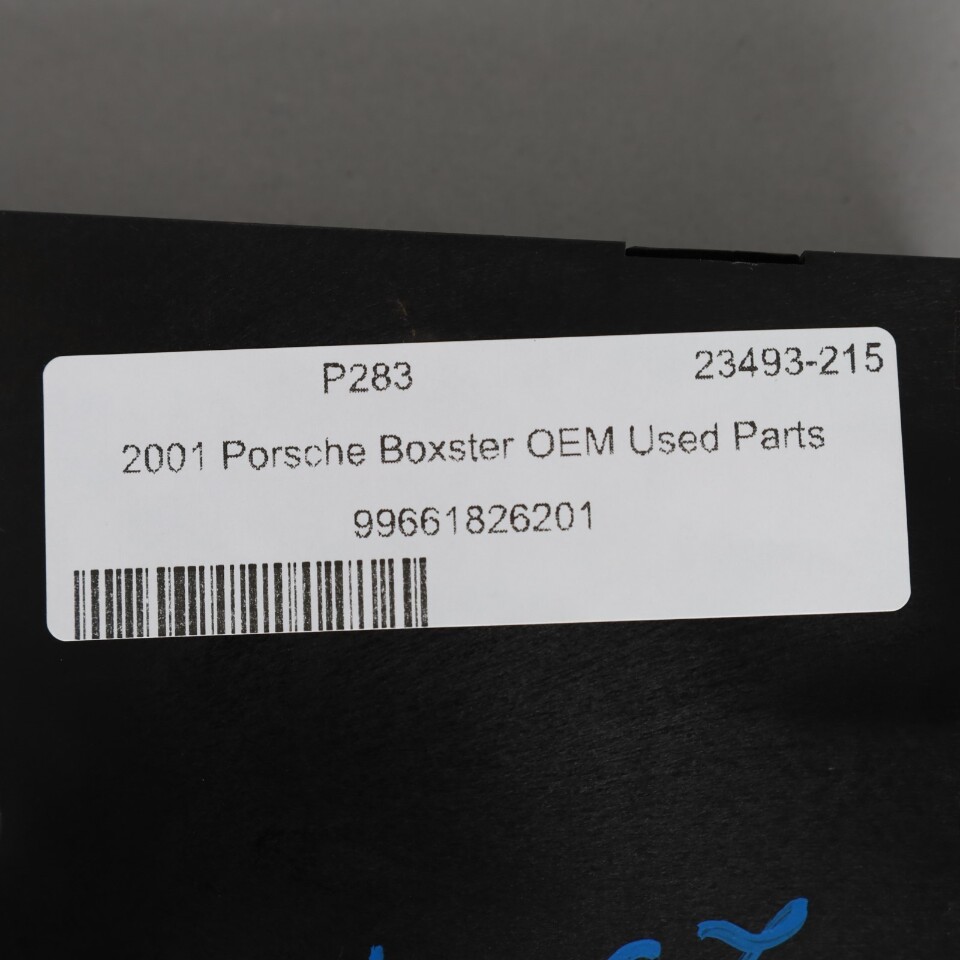 P283 23493-215
2001 Porsche Boxster OEM Used Parts
99661826201